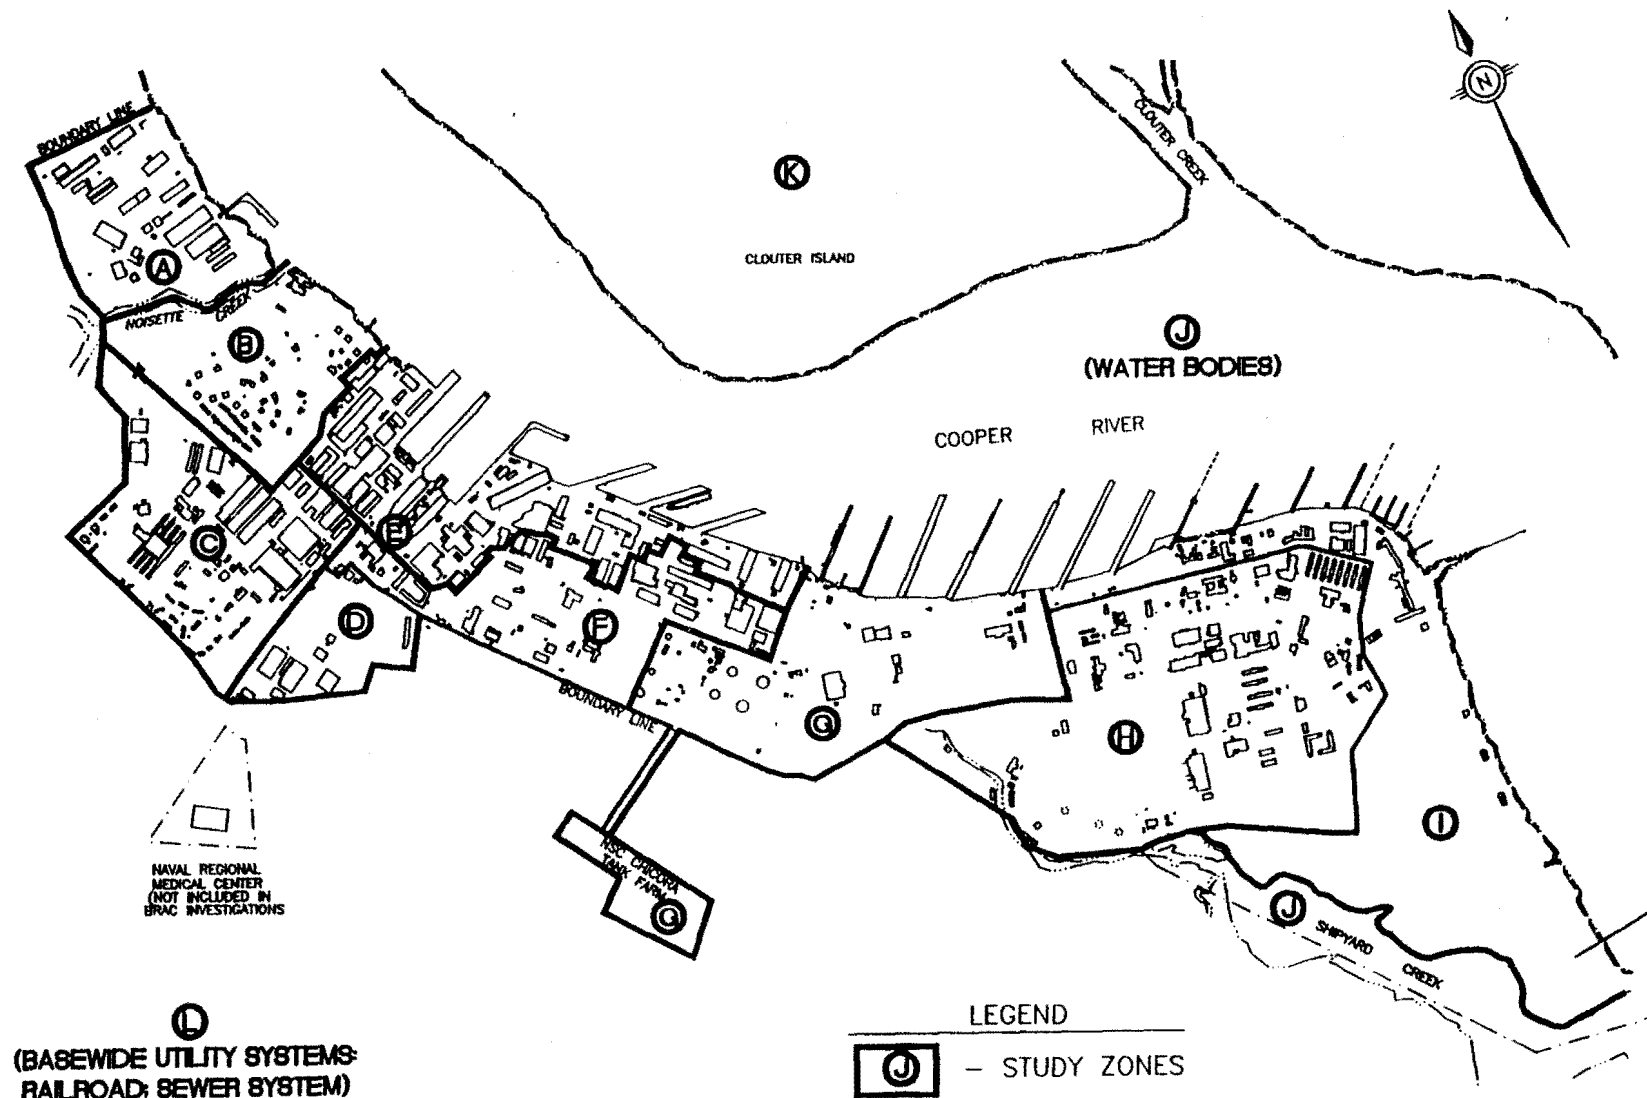 BOUNDARY LINE
N
CLOUTER CREEK
K
CLOUTER ISLAND
A
NOISETTE CREEK
B
J
(WATER BODIES)
COOPER RIVER
C
E
D
F
BOUNDARY LINE
G
H
I
NSC CHICORA
TANK FARM
G
J
SHIPYARD CREEK
NAVAL REGIONAL
MEDICAL CENTER
(NOT INCLUDED IN
BRAC INVESTIGATIONS
L
(BASEWIDE UTILITY SYSTEMS:
RAILROAD; SEWER SYSTEM)
LEGEND
J - STUDY ZONES